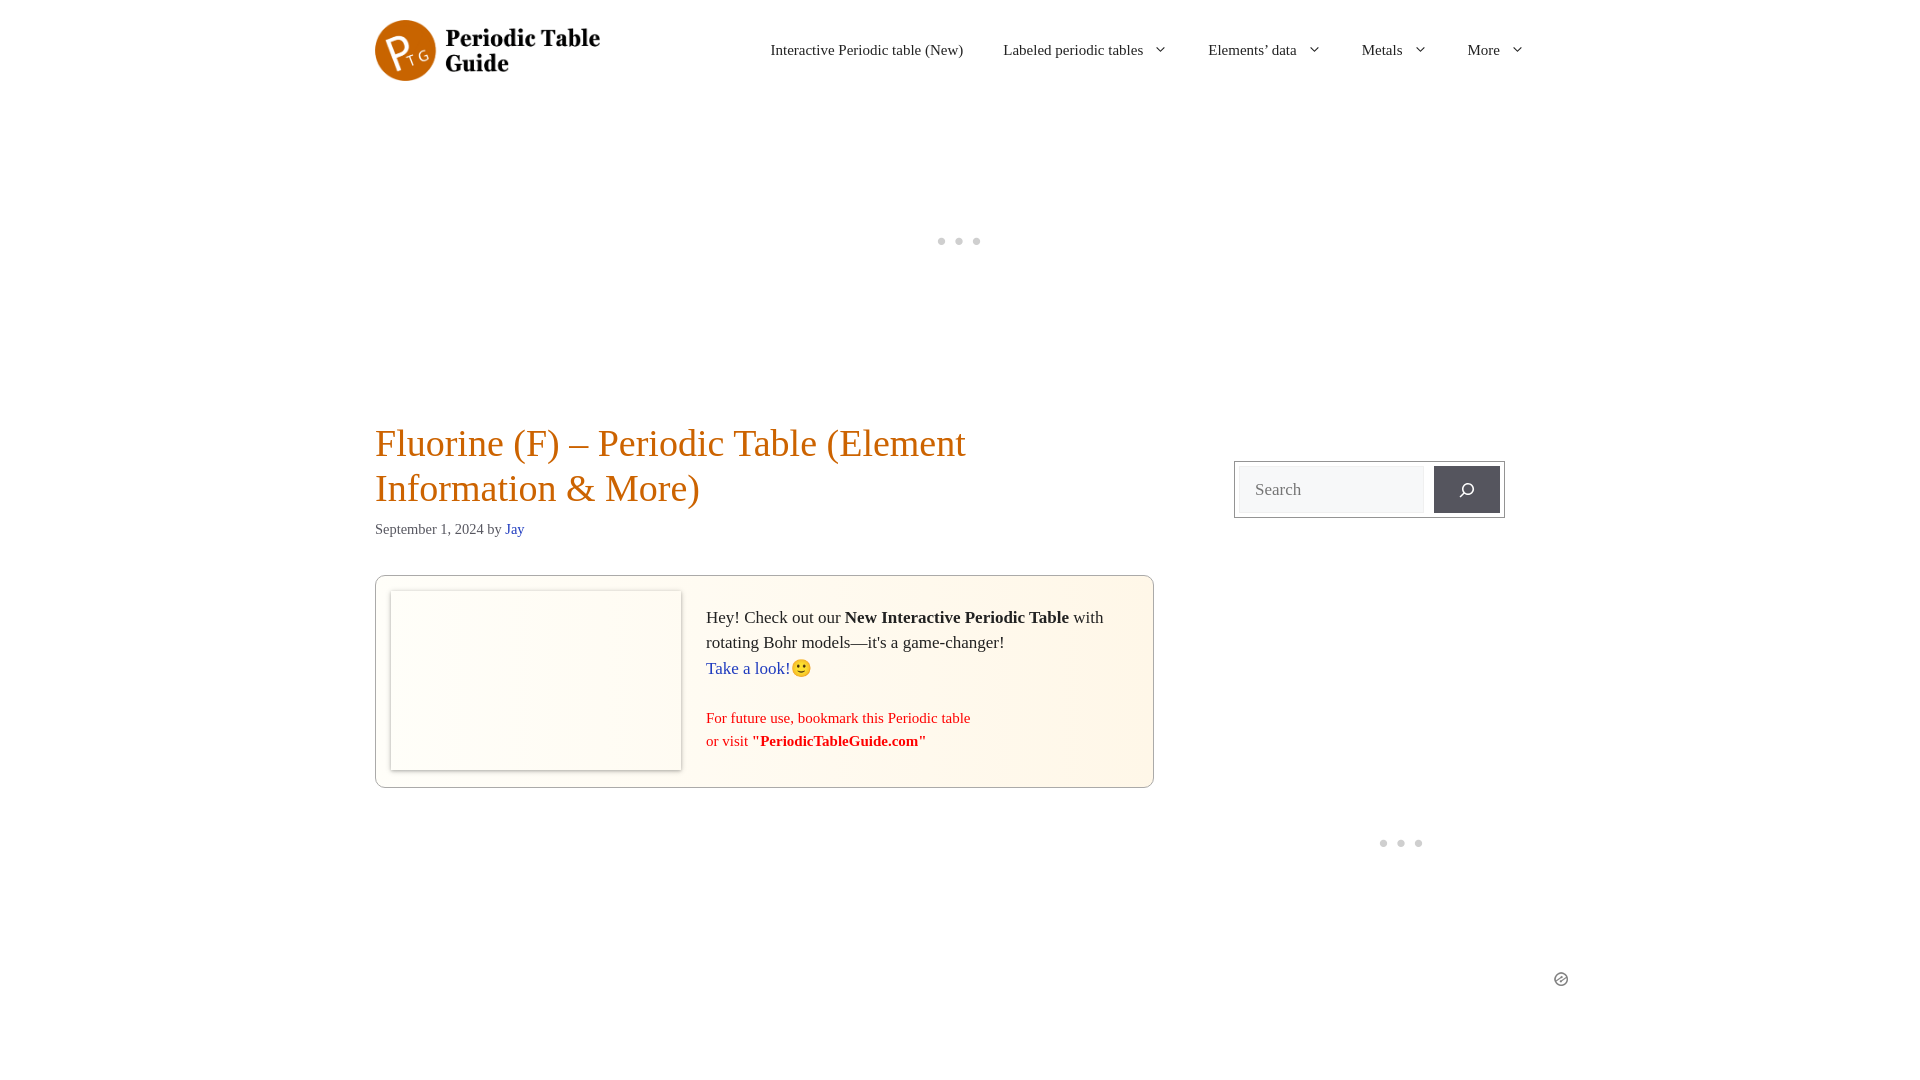 Periodic Table
Guide
Interactive Periodic table (New)
Labeled periodic tables
Elements’ data
Metals
More
Fluorine (F) – Periodic Table (Element
Information & More)
September 1, 2024 by Jay
Search
Hey! Check out our New Interactive Periodic Table with
rotating Bohr models—it's a game-changer!
Take a look!🙂
For future use, bookmark this Periodic table
or visit "PeriodicTableGuide.com"